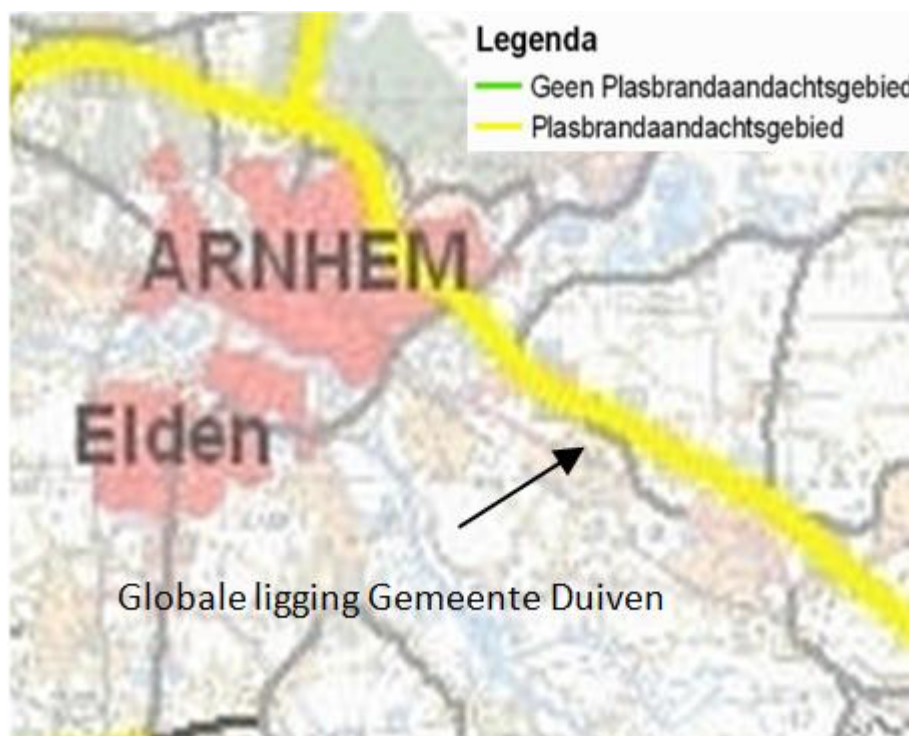 Legenda
Geen Plasbrandaandachtsgebied
Plasbrandaandachtsgebied
ARNHEM
Elden
Globale ligging Gemeente Duiven